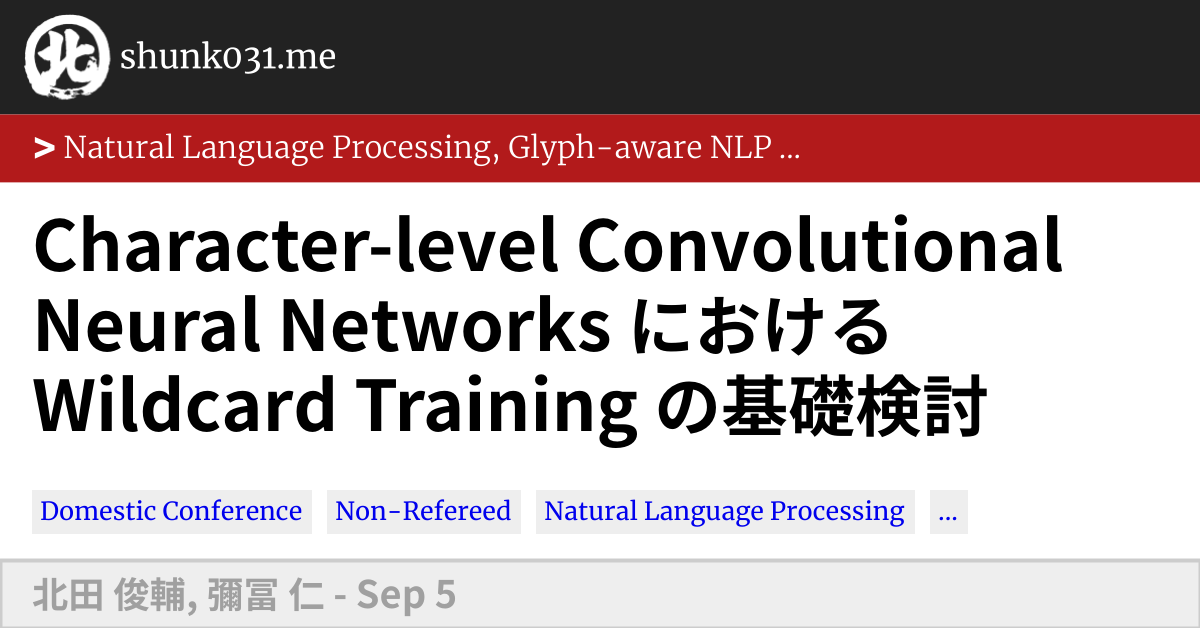 北 shunk031.me
> Natural Language Processing, Glyph-aware NLP ...
Character-level Convolutional
Neural Networks における
Wildcard Training の基礎検討
Domestic Conference Non-Refereed Natural Language Processing ...
北田 俊輔, 彌冨 仁 - Sep 5